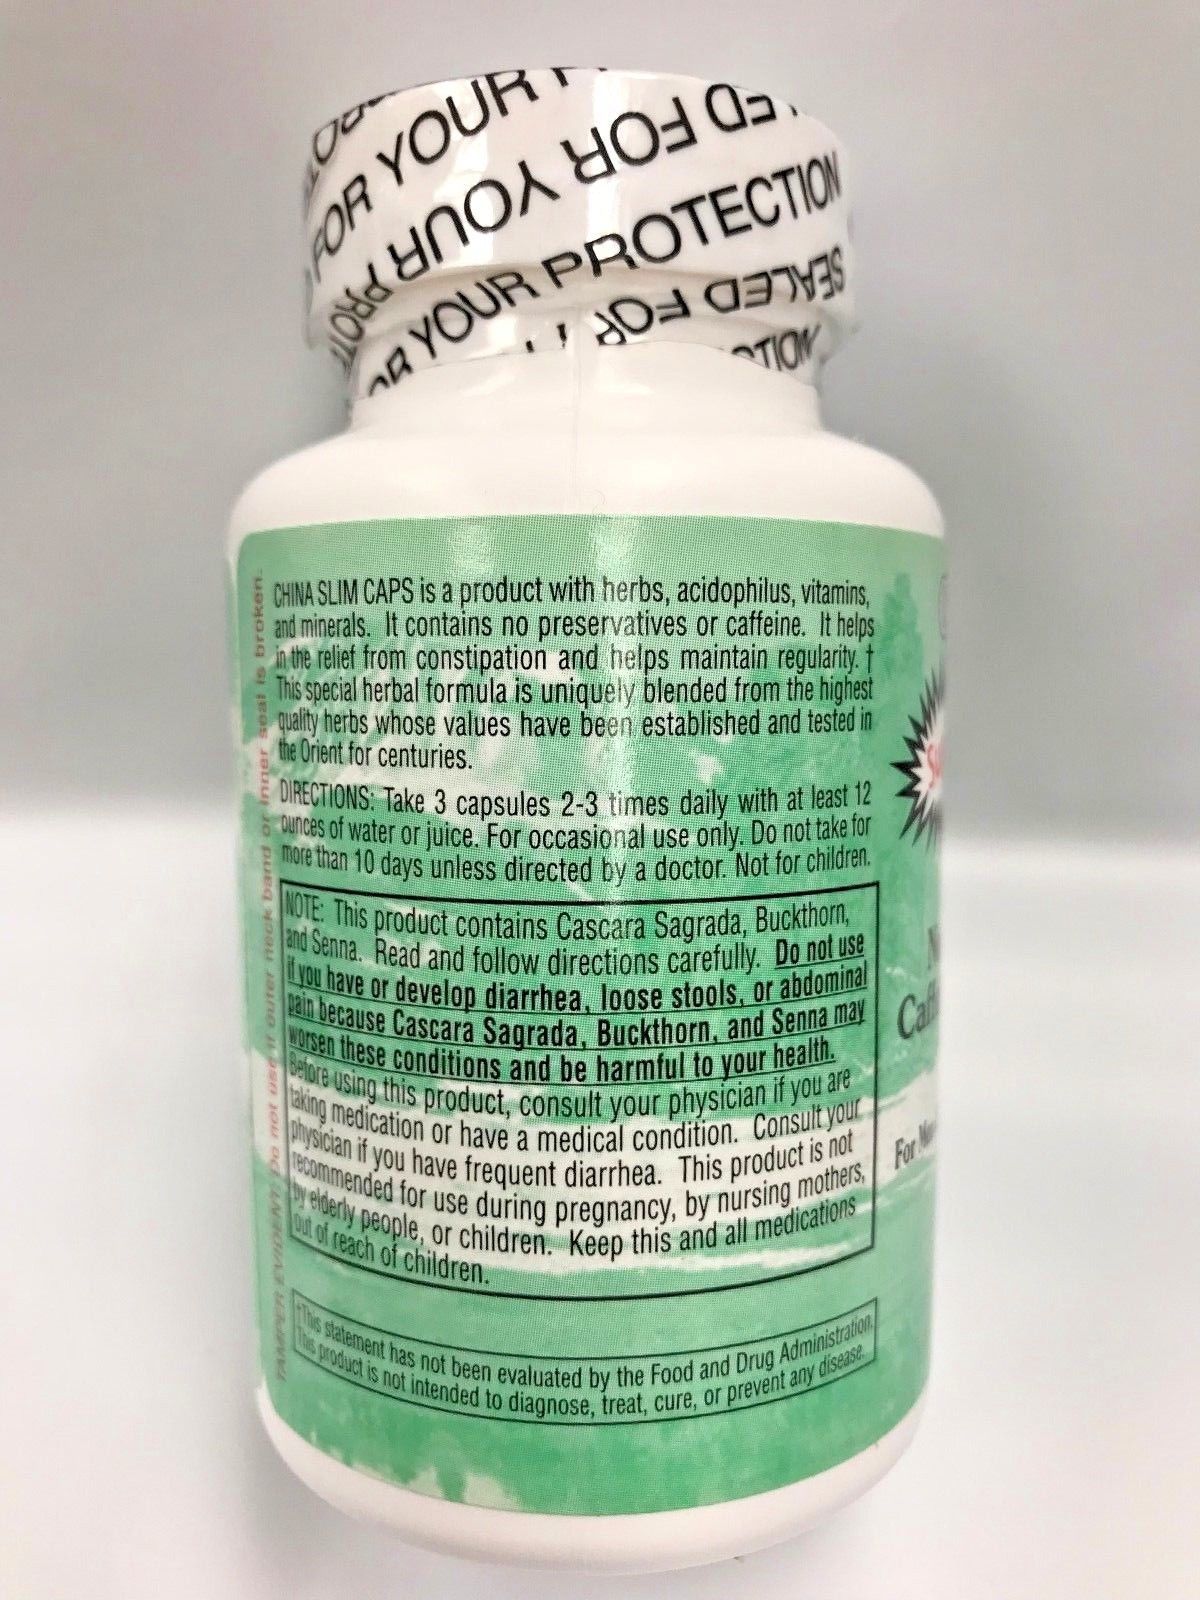 FOR YOUR
SEALED FOR YOUR PRO
FOR YOUR PROTECTION
SEALED FOR
CHINA SLIM CAPS is a product with herbs, acidophilus, vitamins,
and minerals. It contains no preservatives or caffeine. It helps
in the relief from constipation and helps maintain regularity. †
This special herbal formula is uniquely blended from the highest
quality herbs whose values have been established and tested in
the Orient for centuries.
DIRECTIONS: Take 3 capsules 2-3 times daily with at least 12
ounces of water or juice. For occasional use only. Do not take for
more than 10 days unless directed by a doctor. Not for children.
NOTE: This product contains Cascara Sagrada, Buckthorn,
and Senna. Read and follow directions carefully. Do not use
if you have or develop diarrhea, loose stools, or abdominal
pain because Cascara Sagrada, Buckthorn, and Senna may
worsen these conditions and be harmful to your health.
Before using this product, consult your physician if you are
taking medication or have a medical condition. Consult your
physician if you have frequent diarrhea. This product is not
recommended for use during pregnancy, by nursing mothers,
by elderly people, or children. Keep this and all medications
out of reach of children.
†This statement has not been evaluated by the Food and Drug Administration.
This product is not intended to diagnose, treat, cure, or prevent any disease.
TAMPER EVIDENT: Do not use if outer neck band or inner seal is broken.
For